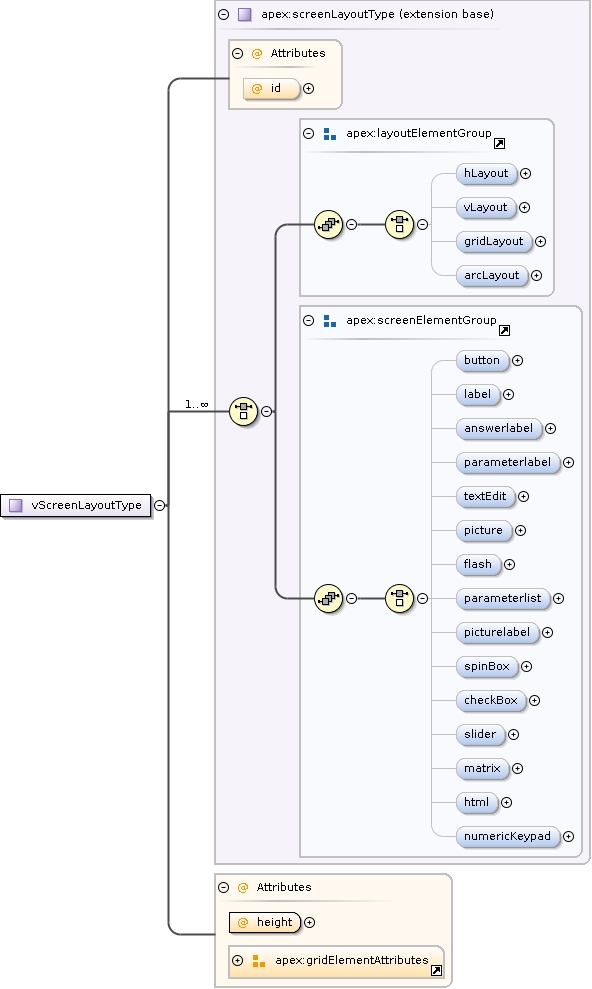 apex:screenLayoutType (extension base)
@ Attributes
@ id
apex:layoutElementGroup
hLayout
vLayout
gridLayout
arcLayout
apex:screenElementGroup
button
label
1..∞
answerlabel
parameterlabel
textEdit
vScreenLayoutType
picture
flash
parameterlist
picturelabel
spinBox
checkBox
slider
matrix
html
numericKeypad
@ Attributes
@ height
apex:gridElementAttributes